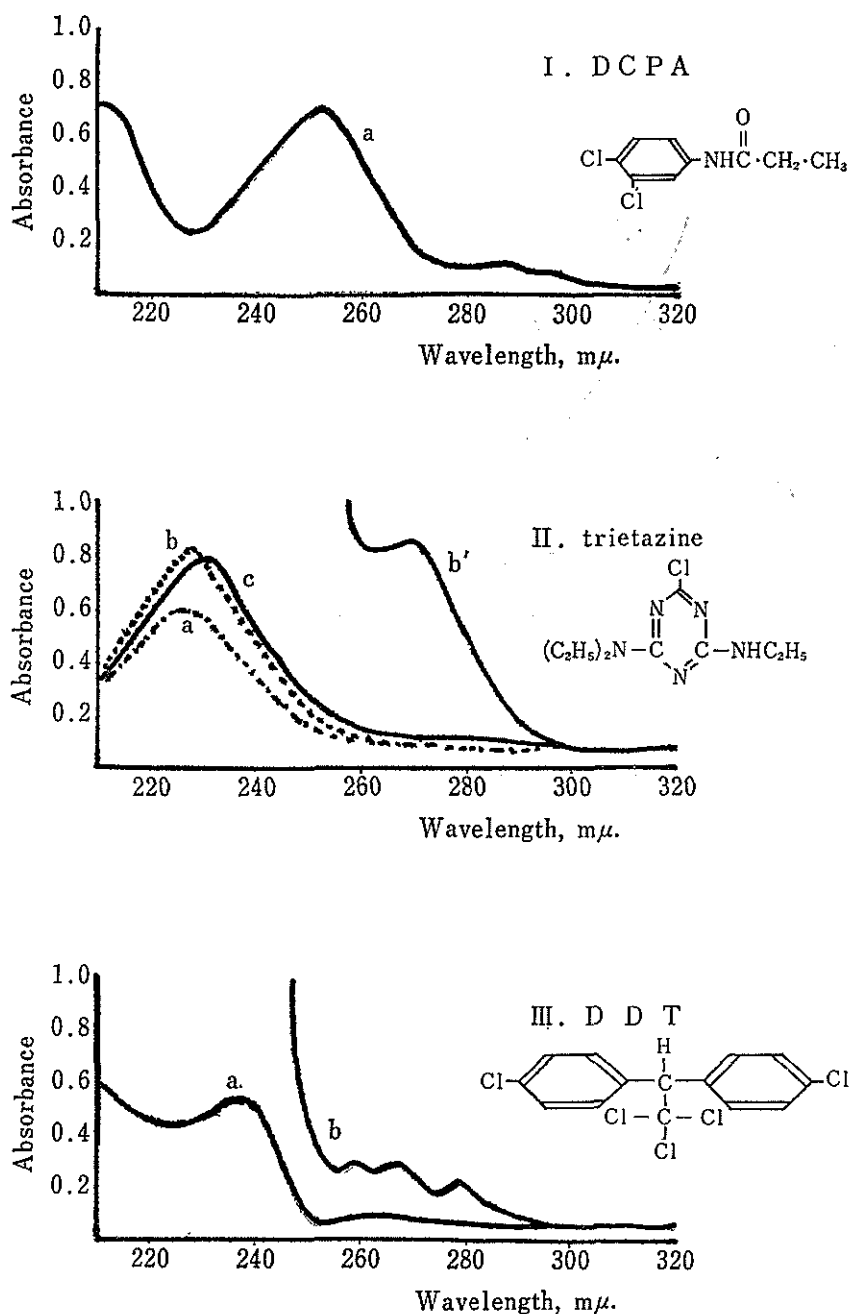 I. DCPA
1.0
0.8
0.6
0.4
0.2
Absorbance
a
O
Cl
NHC·CH₂·CH₃
Cl
220 240 260 280 300 320
Wavelength, mμ.
II. trietazine
1.0
0.8
0.6
0.4
0.2
Absorbance
b
c
a
b'
Cl
N N
(C₂H₅)₂N C C NHC₂H₅
N
220 240 260 280 300 320
Wavelength, mμ.
III. D D T
1.0
0.8
0.6
0.4
0.2
Absorbance
a.
b
H
Cl C Cl
Cl C Cl
Cl
220 240 260 280 300 320
Wavelength, mμ.